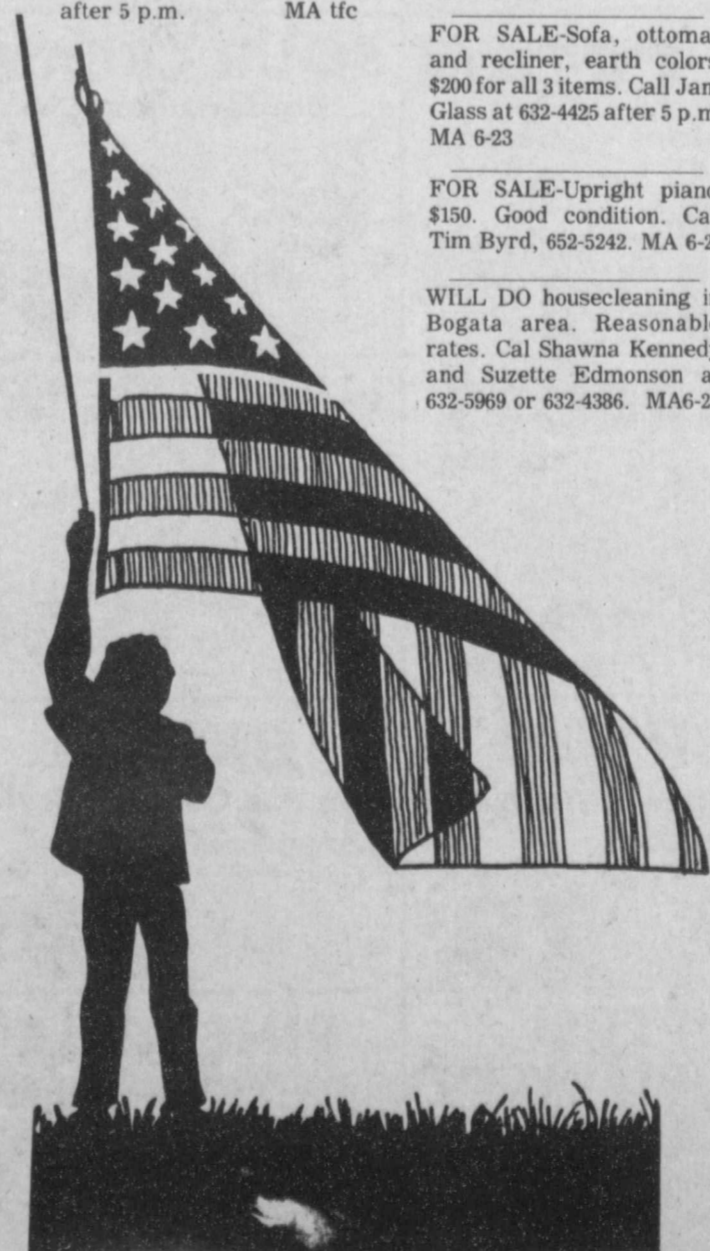 after 5 p.m. MA tfc
FOR SALE-Sofa, ottoma
and recliner, earth colors
$200 for all 3 items. Call Jan
Glass at 632-4425 after 5 p.m
MA 6-23
FOR SALE-Upright piano
$150. Good condition. Ca
Tim Byrd, 652-5242. MA 6-2
WILL DO housecleaning i
Bogata area. Reasonabl
rates. Cal Shawna Kenned
and Suzette Edmonson a
632-5969 or 632-4386. MA6-2